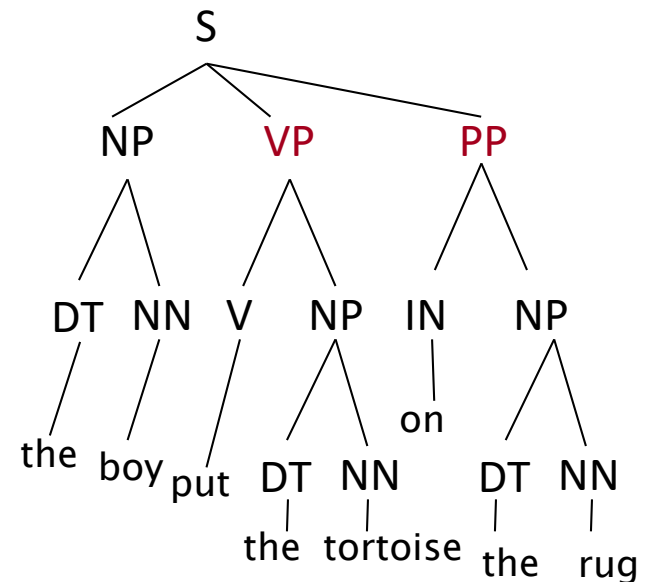 S
NP VP PP
DT NN V NP IN NP
on
the boy put DT NN DT NN
the tortoise the rug